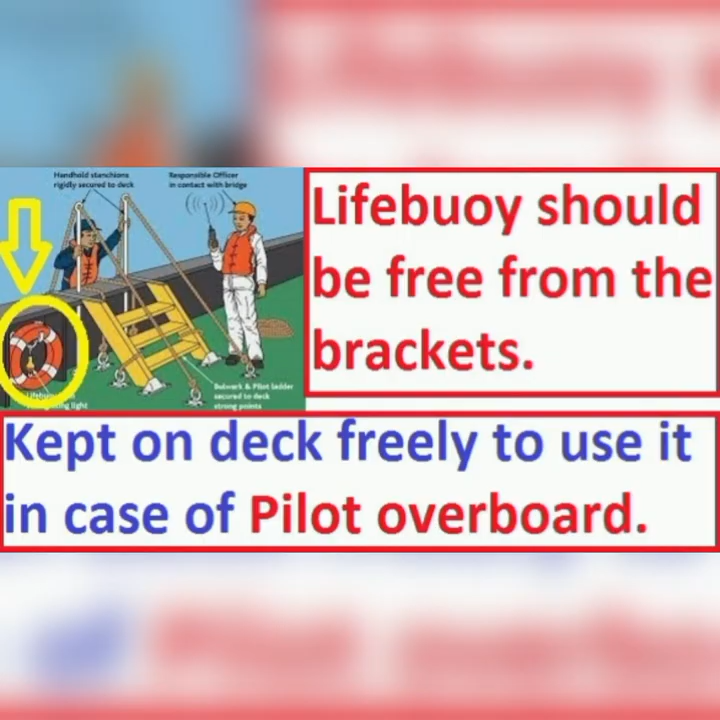 Handhold stanchions
rigidly secured to deck
Responsible Officer
in contact with bridge
Lifebuoy should
be free from the
brackets.
Bulwark & Pilot ladder
secured to deck
strong points
light
Kept on deck freely to use it
in case of Pilot overboard.